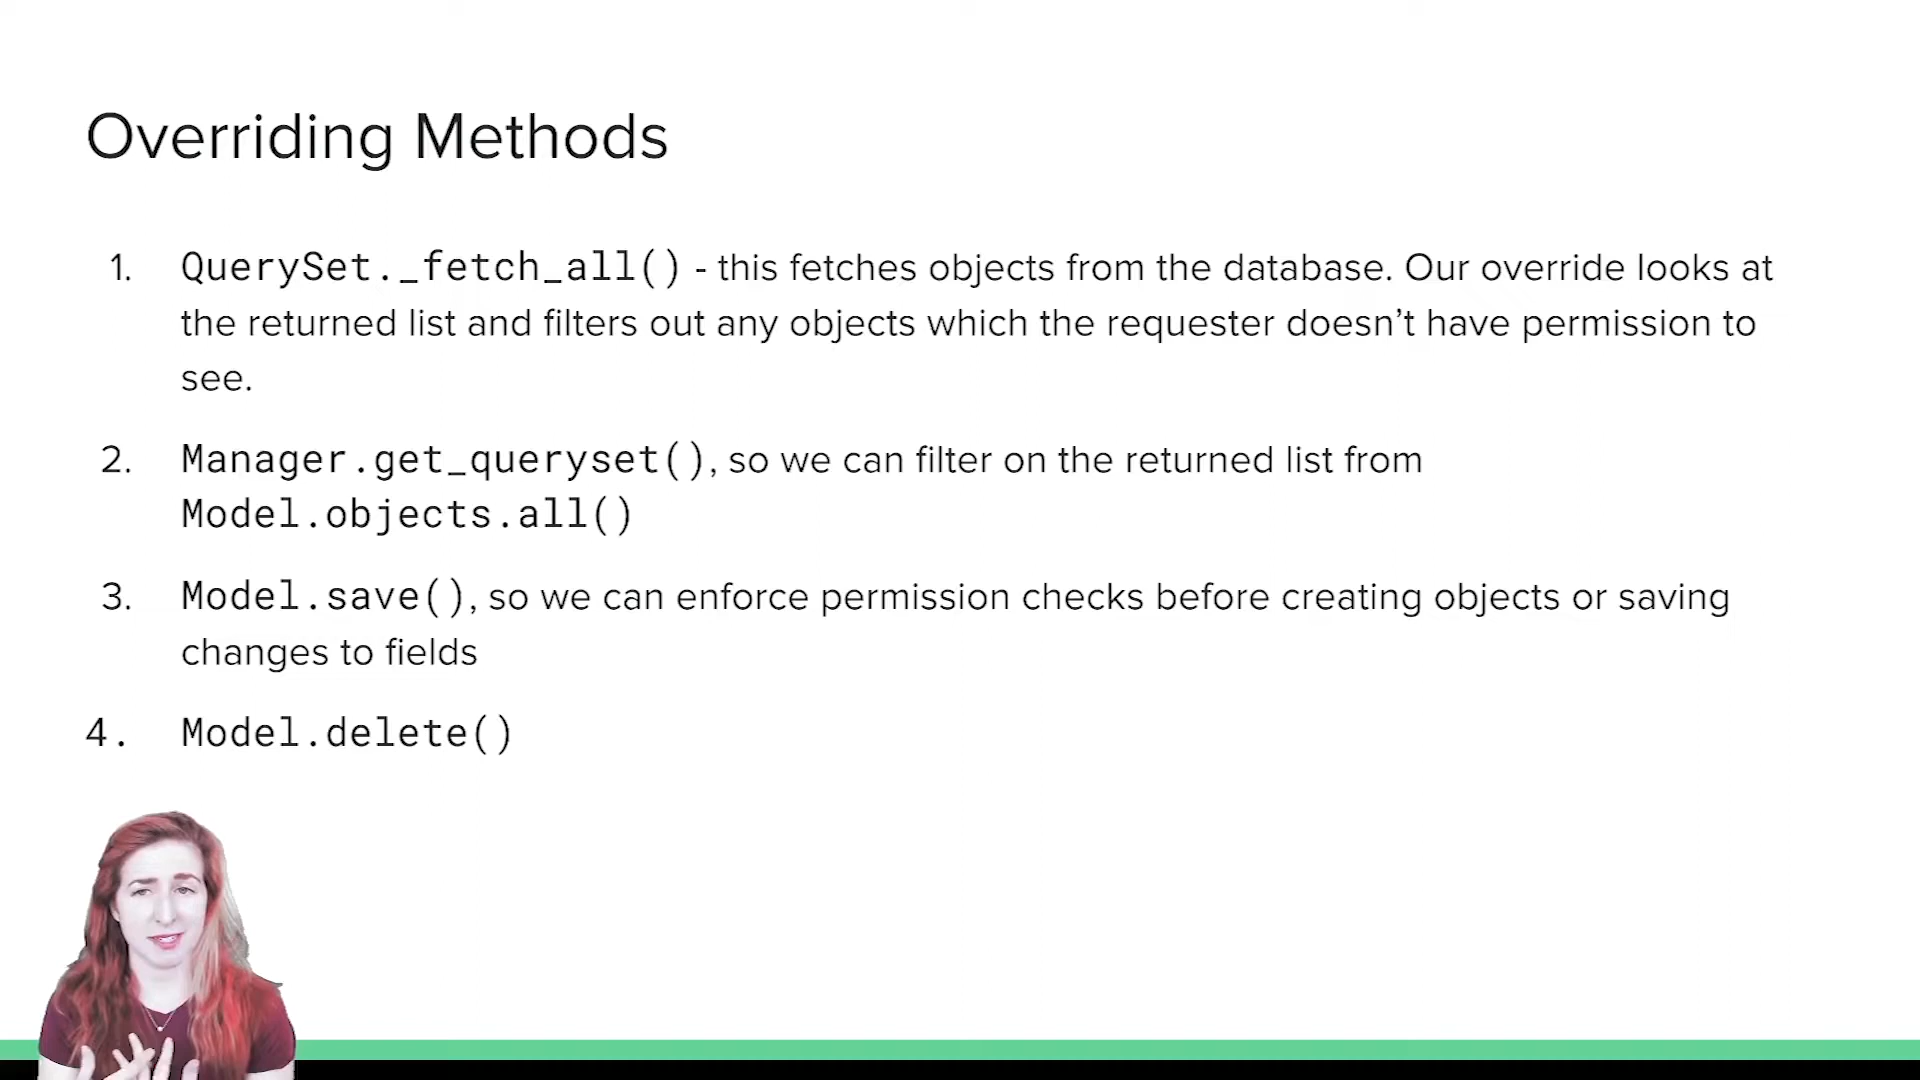 Overriding Methods
1. QuerySet._fetch_all() - this fetches objects from the database. Our override looks at
the returned list and filters out any objects which the requester doesn’t have permission to
see.
2. Manager.get_queryset(), so we can filter on the returned list from
Model.objects.all()
3. Model.save(), so we can enforce permission checks before creating objects or saving
changes to fields
4. Model.delete()